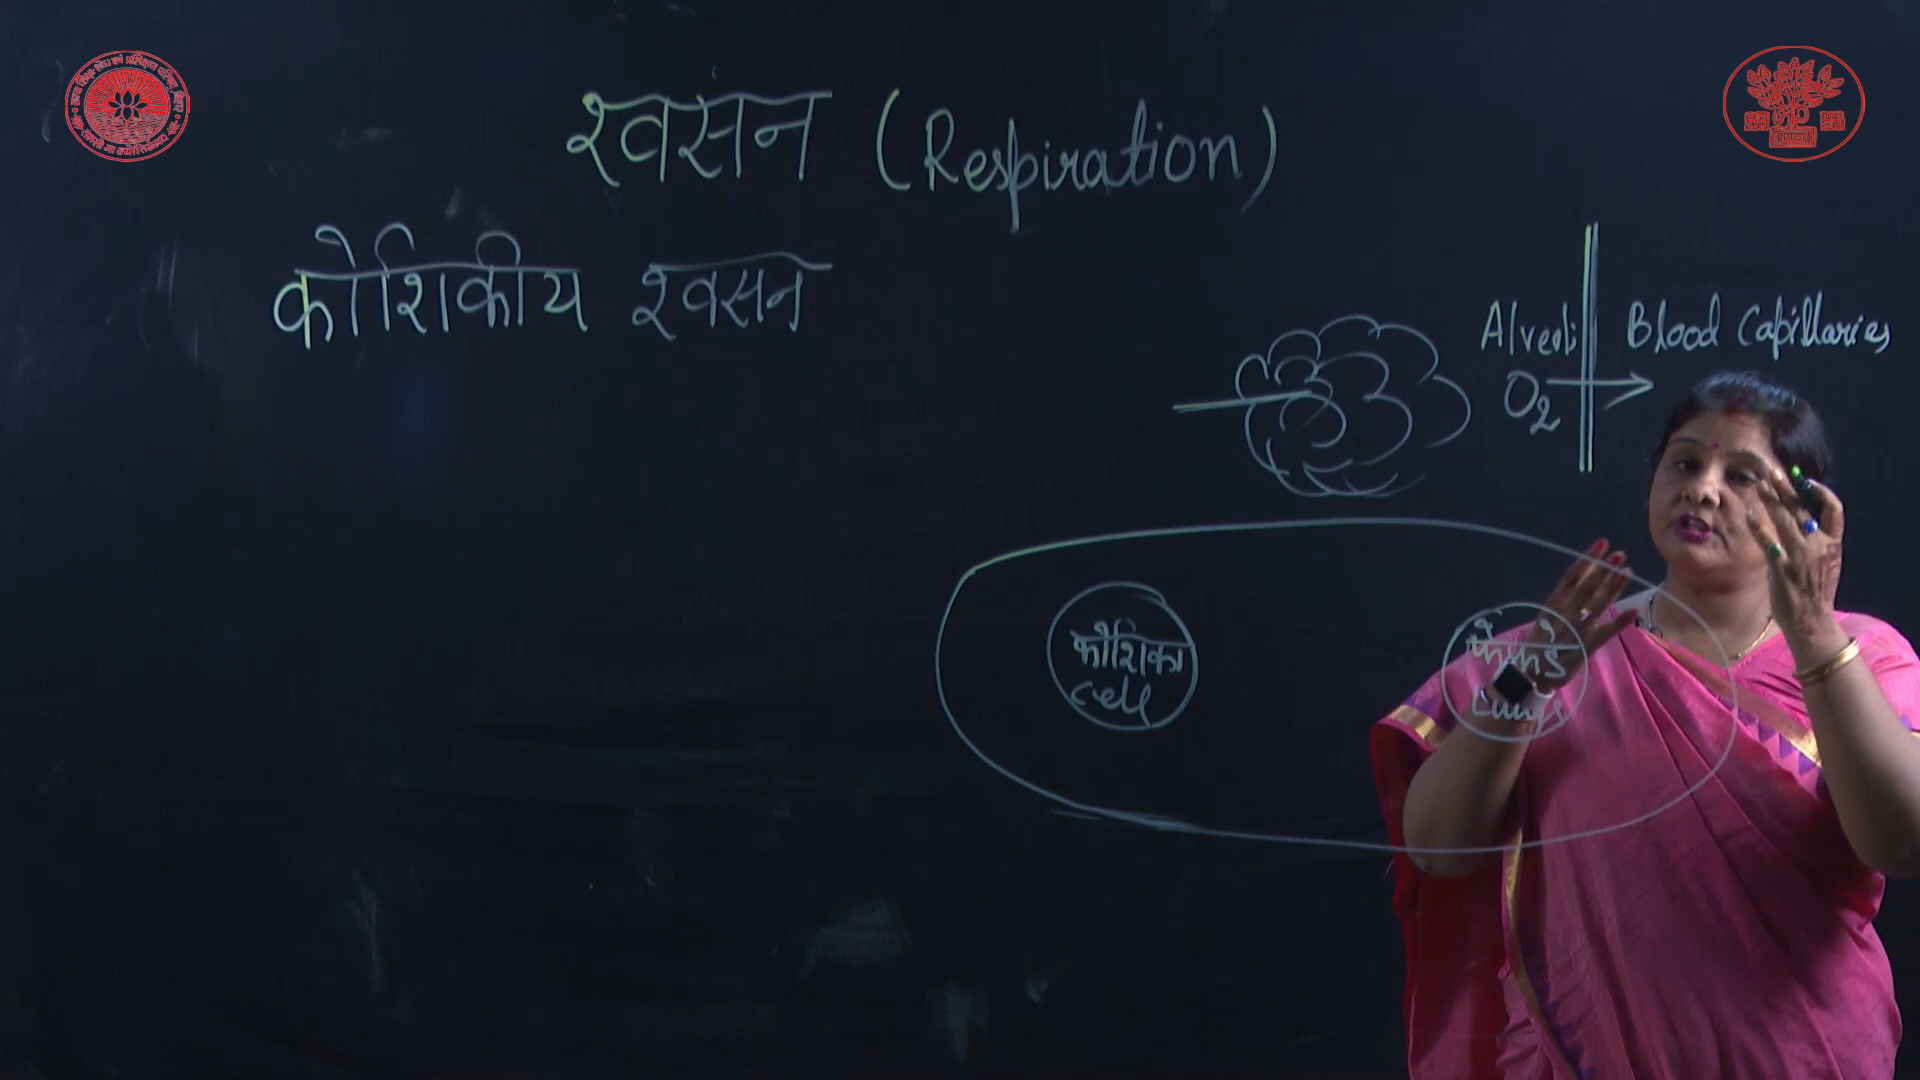 श्वसन (Respiration)
कोशिकीय श्वसन
Alveoli Blood Capillaries
O2
कोशिका
cell
फेफड़े
Lungs